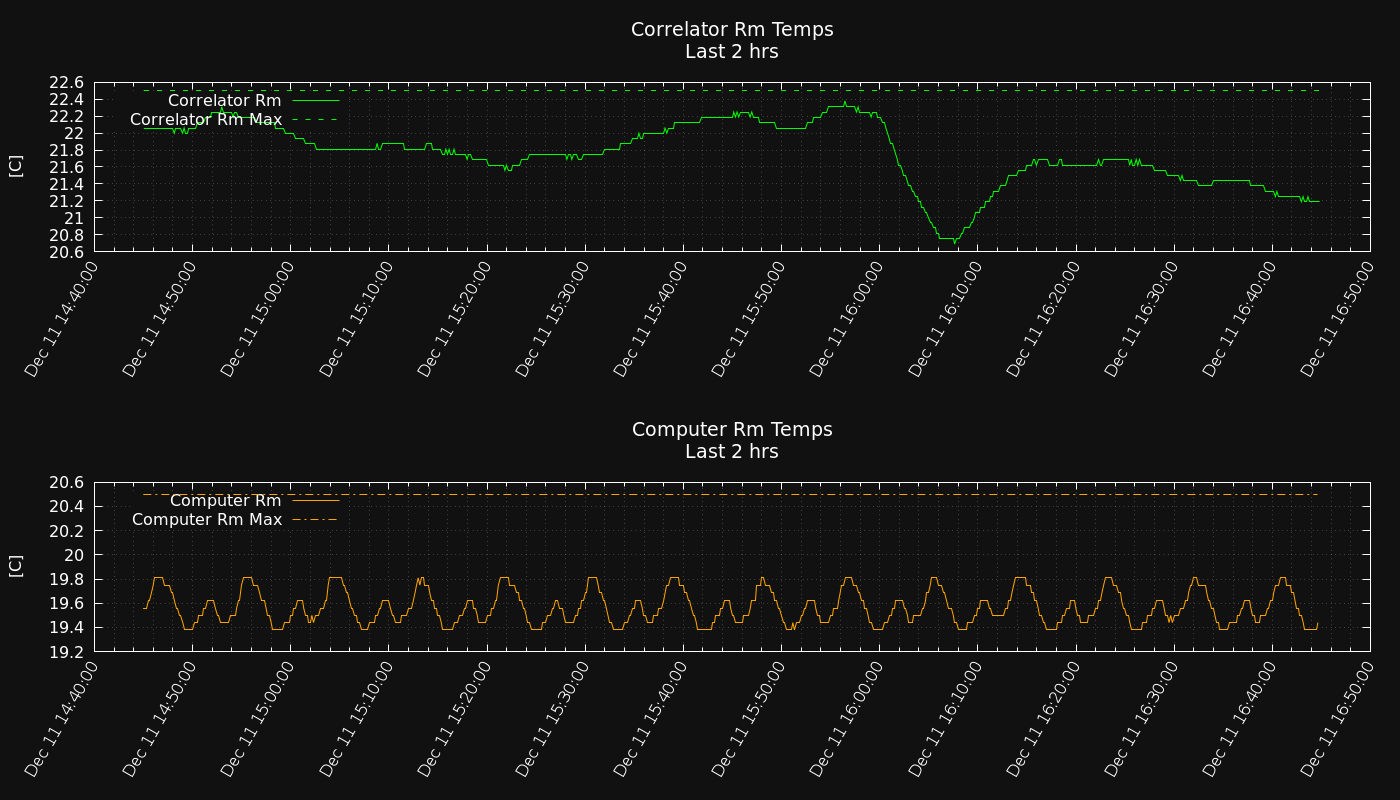 Correlator Rm Temps
Last 2 hrs
[C]
22.6
22.4
22.2
22
21.8
21.6
21.4
21.2
21
20.8
20.6
Correlator Rm
Correlator Rm Max
Dec 11 14:40:00
Dec 11 14:50:00
Dec 11 15:00:00
Dec 11 15:10:00
Dec 11 15:20:00
Dec 11 15:30:00
Dec 11 15:40:00
Dec 11 15:50:00
Dec 11 16:00:00
Dec 11 16:10:00
Dec 11 16:20:00
Dec 11 16:30:00
Dec 11 16:40:00
Dec 11 16:50:00
Computer Rm Temps
Last 2 hrs
[C]
20.6
20.4
20.2
20
19.8
19.6
19.4
19.2
Computer Rm
Computer Rm Max
Dec 11 14:40:00
Dec 11 14:50:00
Dec 11 15:00:00
Dec 11 15:10:00
Dec 11 15:20:00
Dec 11 15:30:00
Dec 11 15:40:00
Dec 11 15:50:00
Dec 11 16:00:00
Dec 11 16:10:00
Dec 11 16:20:00
Dec 11 16:30:00
Dec 11 16:40:00
Dec 11 16:50:00